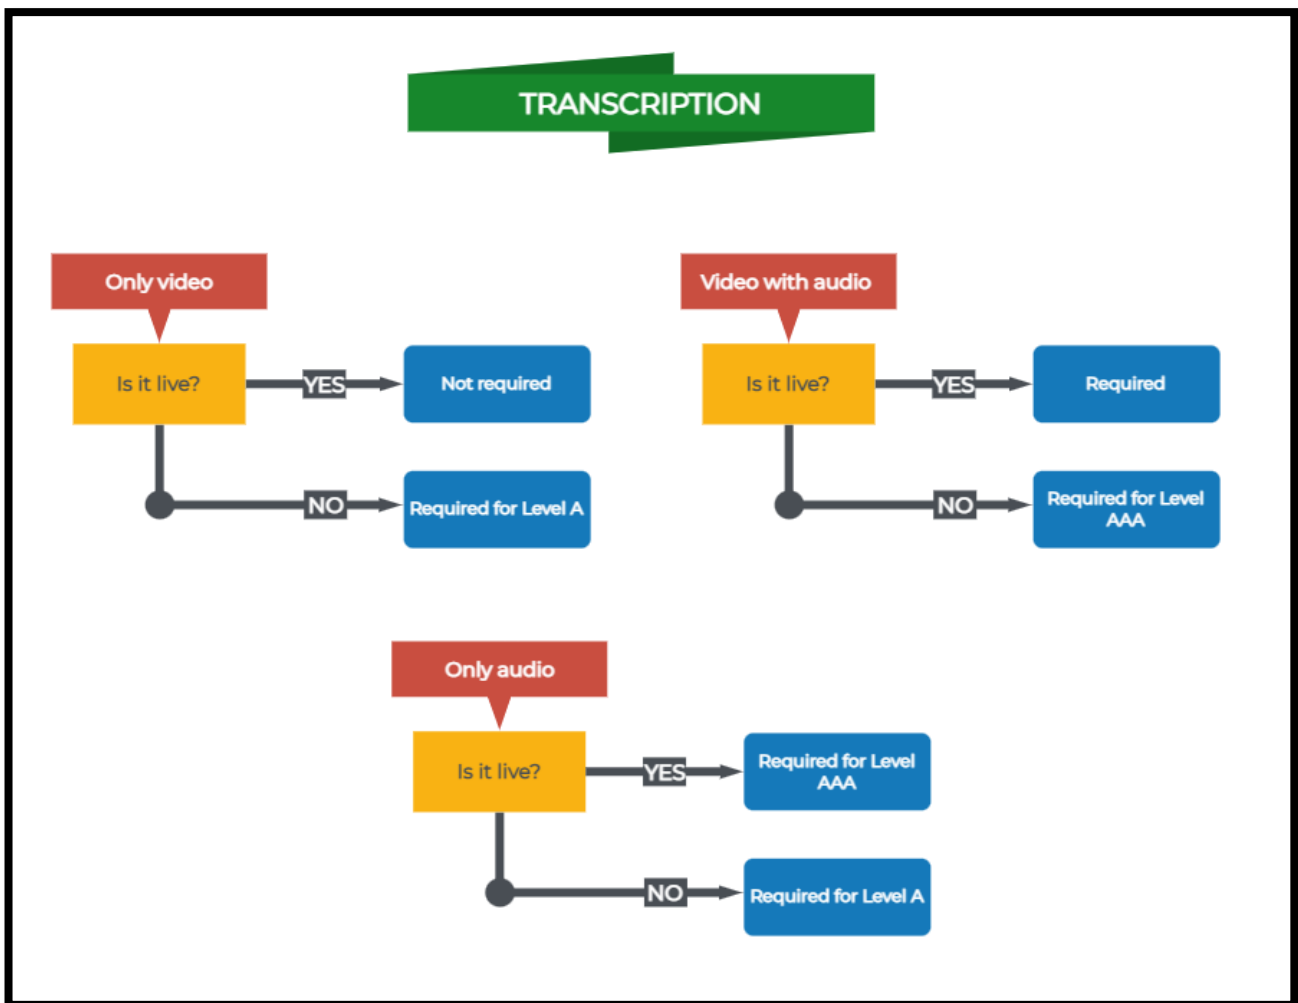 TRANSCRIPTION
Only video
Is it live?
YES
Not required
NO
Required for Level A
Video with audio
Is it live?
YES
Required
NO
Required for Level
AAA
Only audio
Is it live?
YES
Required for Level
AAA
NO
Required for Level A